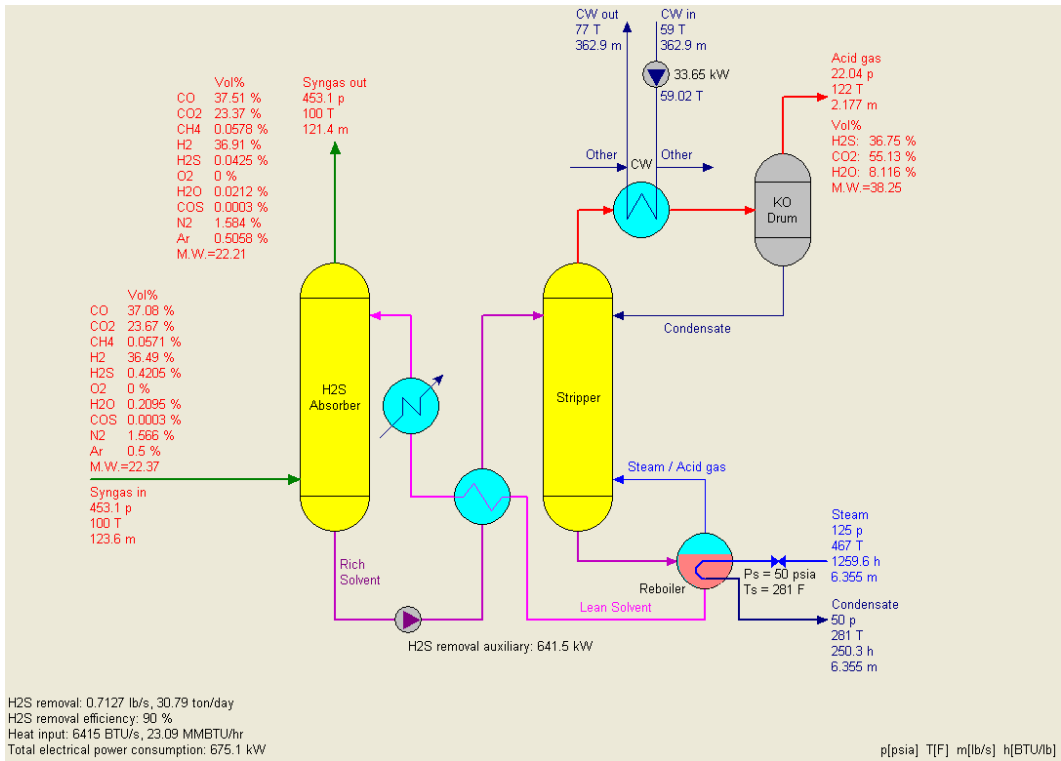 CW out
77 T
362.9 m
CW in
59 T
362.9 m
33.65 kW
59.02 T
Acid gas
22.04 p
122 T
2.177 m
Vol%
H2S: 36.75 %
CO2: 55.13 %
H2O: 8.116 %
M.W.=38.25
Vol%
CO 37.51 %
CO2 23.37 %
CH4 0.0578 %
H2 36.91 %
H2S 0.0425 %
O2 0 %
H2O 0.0212 %
COS 0.0003 %
N2 1.584 %
Ar 0.5058 %
M.W.=22.21
Syngas out
453.1 p
100 T
121.4 m
Other
CW
Other
KO
Drum
Condensate
Vol%
CO 37.08 %
CO2 23.67 %
CH4 0.0571 %
H2 36.49 %
H2S 0.4205 %
O2 0 %
H2O 0.2095 %
COS 0.0003 %
N2 1.566 %
Ar 0.5 %
M.W.=22.37
Syngas in
453.1 p
100 T
123.6 m
H2S
Absorber
Stripper
Steam / Acid gas
Steam
125 p
467 T
1259.6 h
6.355 m
Ps = 50 psia
Ts = 281 F
Reboiler
Condensate
50 p
281 T
250.3 h
6.355 m
Rich
Solvent
Lean Solvent
H2S removal auxiliary: 641.5 kW
H2S removal: 0.7127 lb/s, 30.79 ton/day
H2S removal efficiency: 90 %
Heat input: 6415 BTU/s, 23.09 MMBTU/hr
Total electrical power consumption: 675.1 kW
p[psia] T[F] m[lb/s] h[BTU/lb]